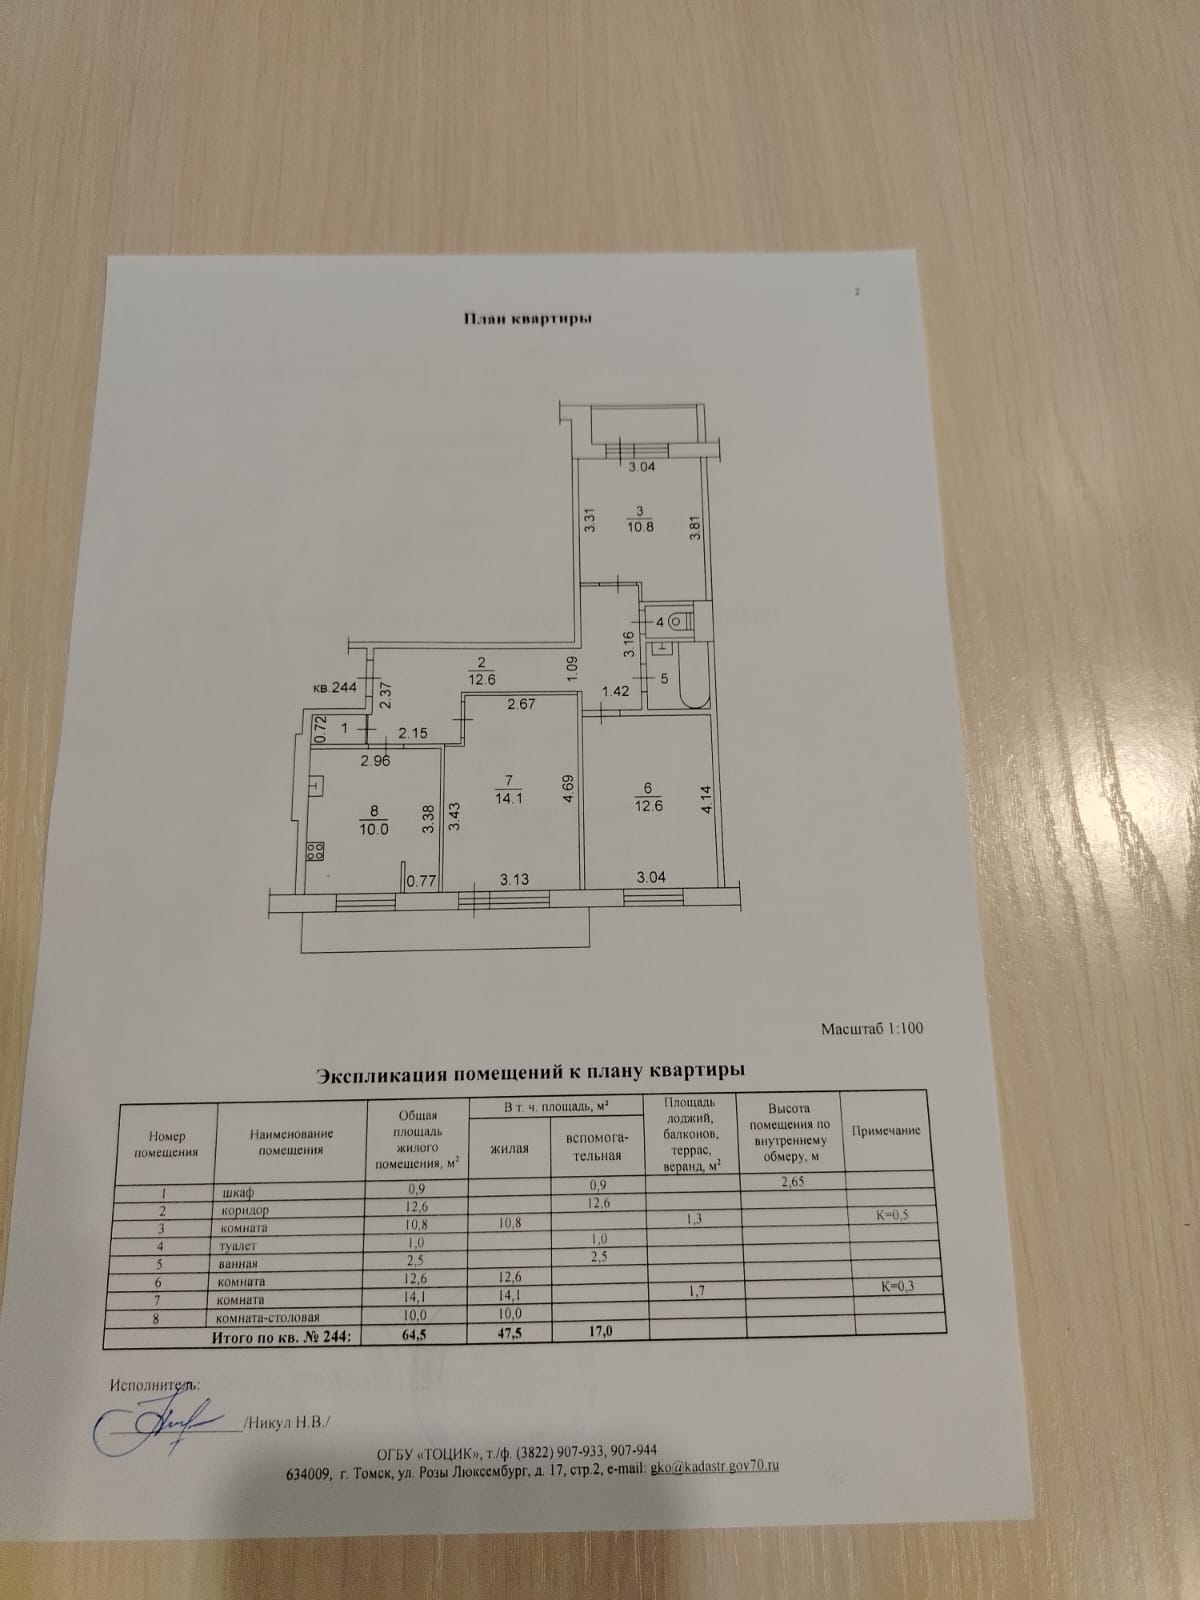 2
План квартиры
3.04
3.31
3
10.8
3.81
4
3.16
5
2
12.6
1.09
кв.244
2.37
1.42
2.67
0.72
1
2.15
2.96
7
14.1
4.69
6
12.6
4.14
8
10.0
3.38
3.43
0.77
3.13
3.04
Масштаб 1:100
Экспликация помещений к плану квартиры
Номер помещения Наименование помещения Общая площадь жилого помещения, м² В т. ч. площадь, м² жилая вспомога-тельная Площадь лоджий, балконов, террас, веранд, м² Высота помещения по внутреннему обмеру, м Примечание
1 шкаф 0,9 0,9 2,65
2 коридор 12,6 12,6
3 комната 10,8 10,8 1,3 К=0,5
4 туалет 1,0 1,0
5 ванная 2,5 2,5
6 комната 12,6 12,6
7 комната 14,1 14,1 1,7 К=0,3
8 комната-столовая 10,0 10,0
Итого по кв. № 244: 64,5 47,5 17,0
Исполнитель:
/Никул Н.В./
ОГБУ «ТОЦИК», т./ф. (3822) 907-933, 907-944
634009, г. Томск, ул. Розы Люксембург, д. 17, стр.2, e-mail: gko@kadastr.gov70.ru